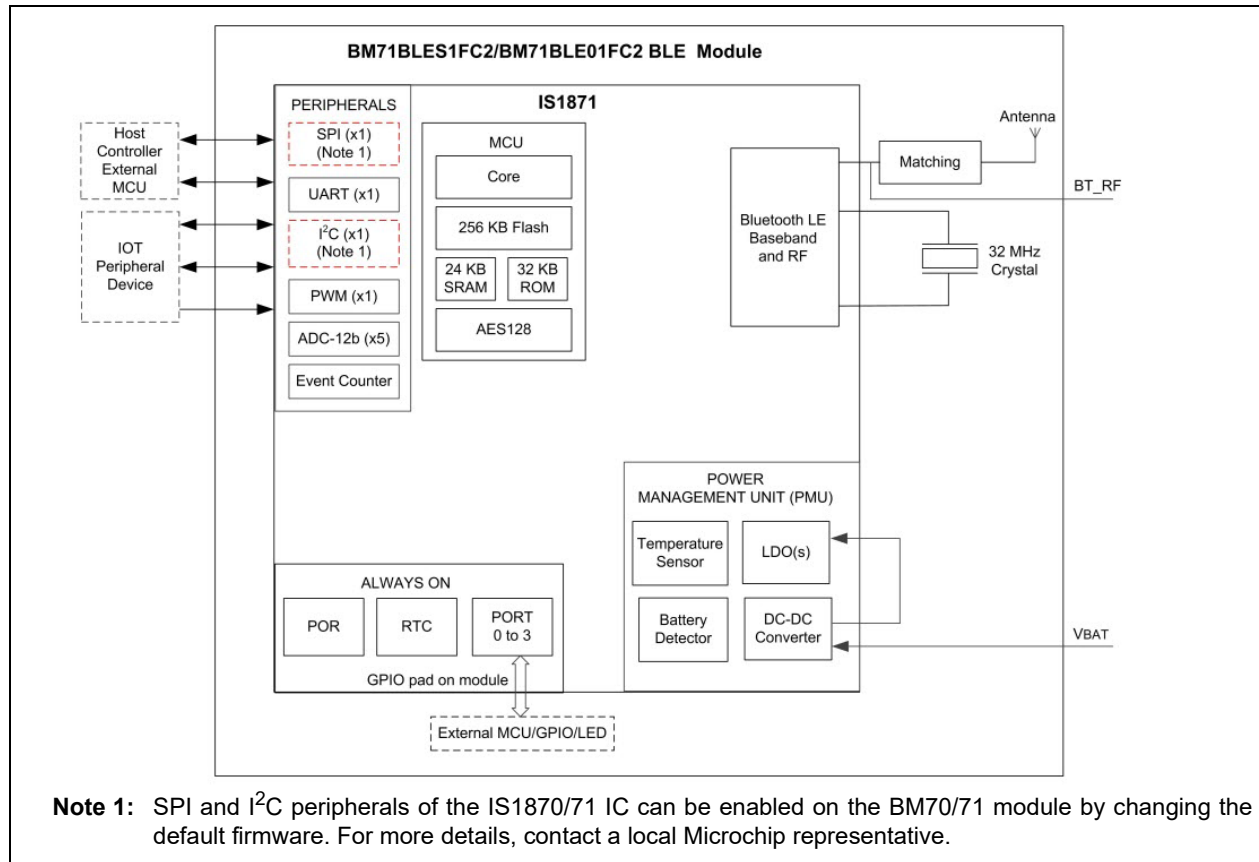 BM71BLES1FC2/BM71BLE01FC2 BLE Module
IS1871
PERIPHERALS
SPI (x1)
(Note 1)
UART (x1)
I²C (x1)
(Note 1)
PWM (x1)
ADC-12b (x5)
Event Counter
Host
Controller
External
MCU
IOT
Peripheral
Device
MCU
Core
256 KB Flash
24 KB
SRAM
32 KB
ROM
AES128
Bluetooth LE
Baseband
and RF
Matching
Antenna
BT_RF
32 MHz
Crystal
POWER
MANAGEMENT UNIT (PMU)
Temperature
Sensor
LDO(s)
Battery
Detector
DC-DC
Converter
VBAT
ALWAYS ON
POR
RTC
PORT
0 to 3
GPIO pad on module
External MCU/GPIO/LED
Note 1: SPI and I²C peripherals of the IS1870/71 IC can be enabled on the BM70/71 module by changing the
default firmware. For more details, contact a local Microchip representative.